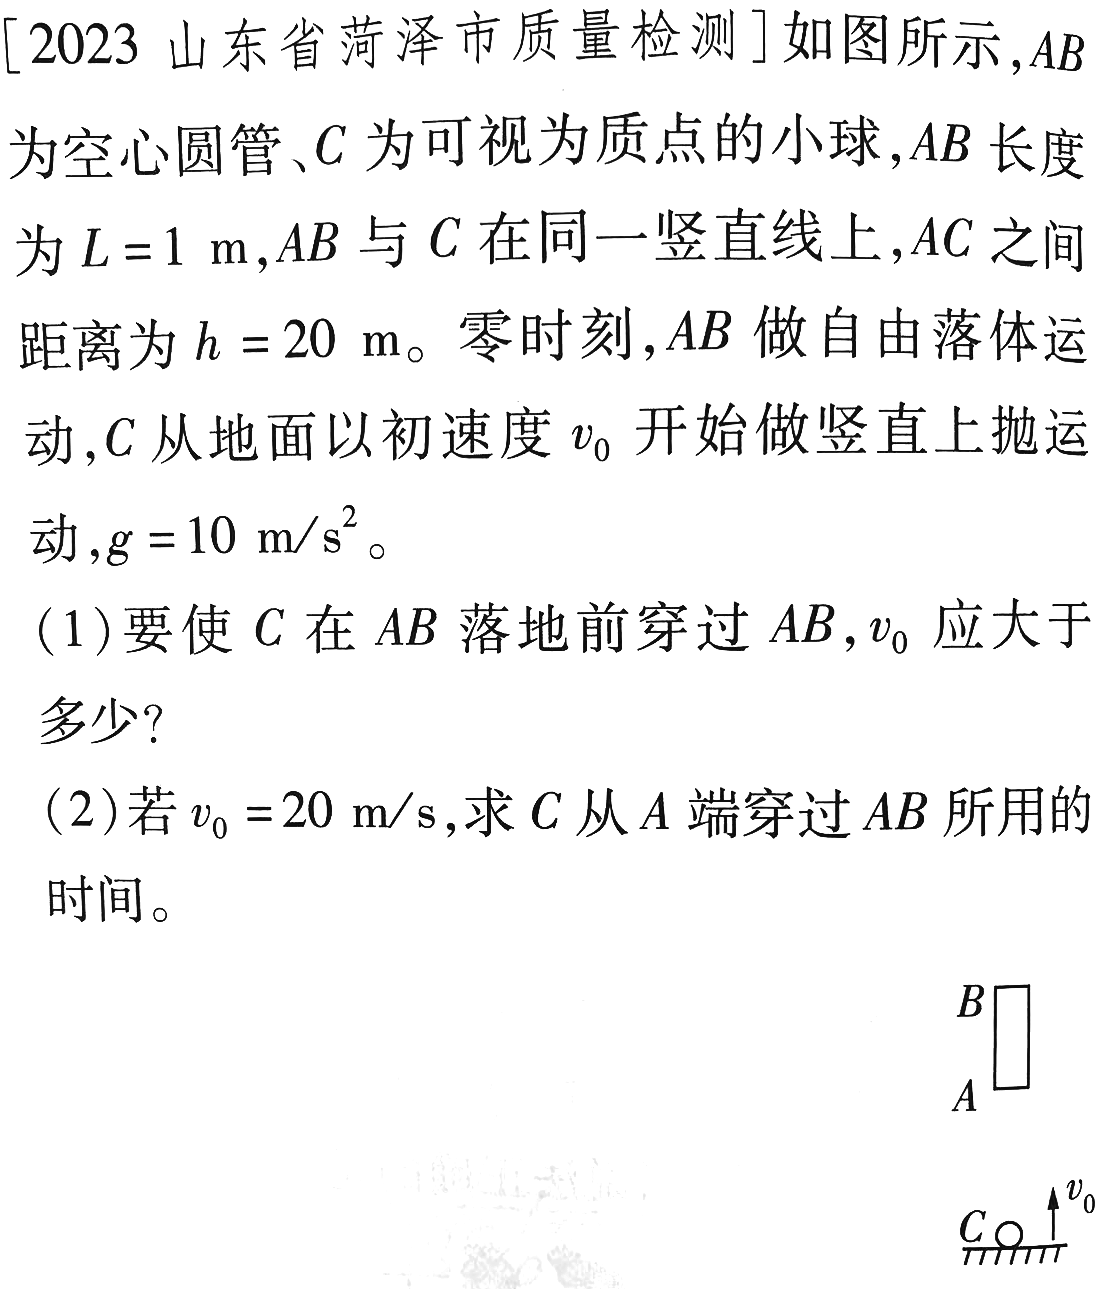 [2023 山东省菏泽市质量检测]如图所示,AB
为空心圆管、C 为可视为质点的小球,AB 长度
为 L = 1 m,AB 与 C 在同一竖直线上,AC 之间
距离为 h = 20 m。零时刻,AB 做自由落体运
动,C 从地面以初速度 v₀ 开始做竖直上抛运
动,g = 10 m/s²。
(1)要使 C 在 AB 落地前穿过 AB,v₀ 应大于
多少?
(2)若 v₀ = 20 m/s,求 C 从 A 端穿过 AB 所用的
时间。
B
A
v₀
C